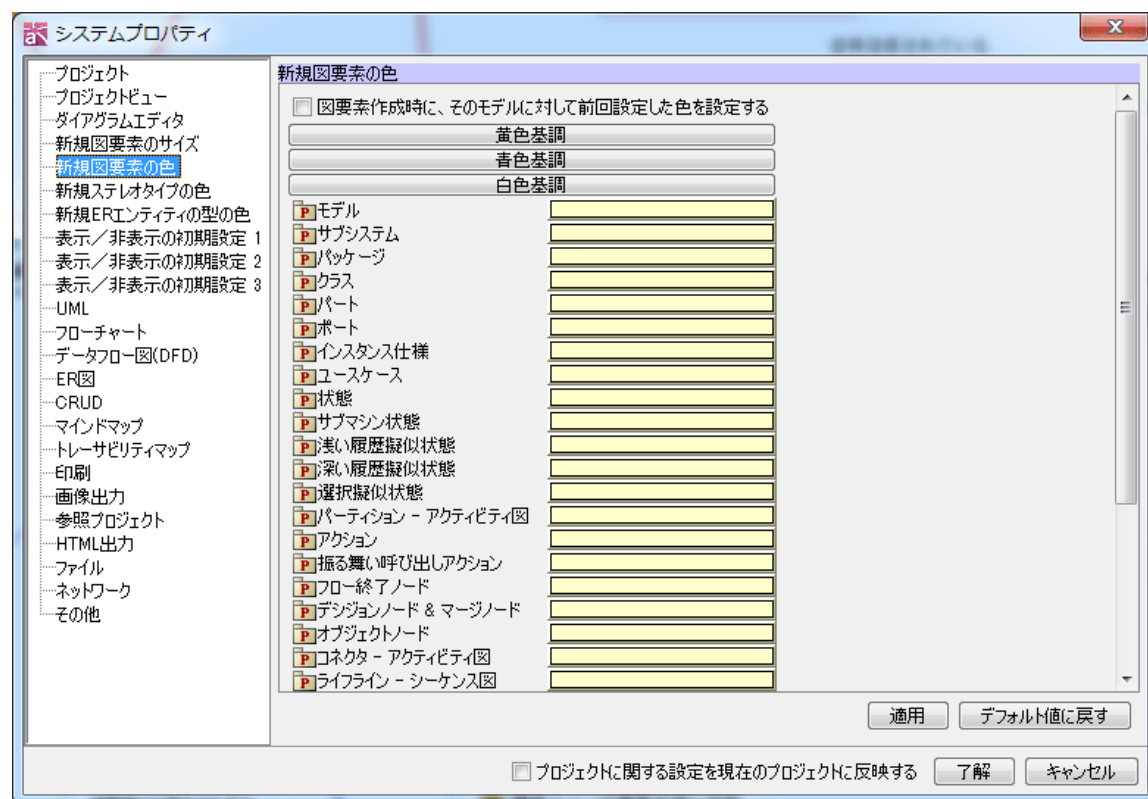 システムプロパティ
プロジェクト
プロジェクトビュー
ダイアグラムエディタ
新規図要素のサイズ
新規図要素の色
新規ステレオタイプの色
新規ERエンティティの型の色
表示／非表示の初期設定 1
表示／非表示の初期設定 2
表示／非表示の初期設定 3
UML
フローチャート
データフロー図(DFD)
ER図
CRUD
マインドマップ
トレーサビリティマップ
印刷
画像出力
参照プロジェクト
HTML出力
ファイル
ネットワーク
その他
新規図要素の色
図要素作成時に、そのモデルに対して前回設定した色を設定する
黄色基調
青色基調
白色基調
モデル
サブシステム
パッケージ
クラス
パート
ポート
インスタンス仕様
ユースケース
状態
サブマシン状態
浅い履歴擬似状態
深い履歴擬似状態
選択擬似状態
パーティション - アクティビティ図
アクション
振る舞い呼び出しアクション
フロー終了ノード
デシジョンノード & マージノード
オブジェクトノード
コネクタ - アクティビティ図
ライフライン - シーケンス図
適用
デフォルト値に戻す
プロジェクトに関する設定を現在のプロジェクトに反映する
了解
キャンセル